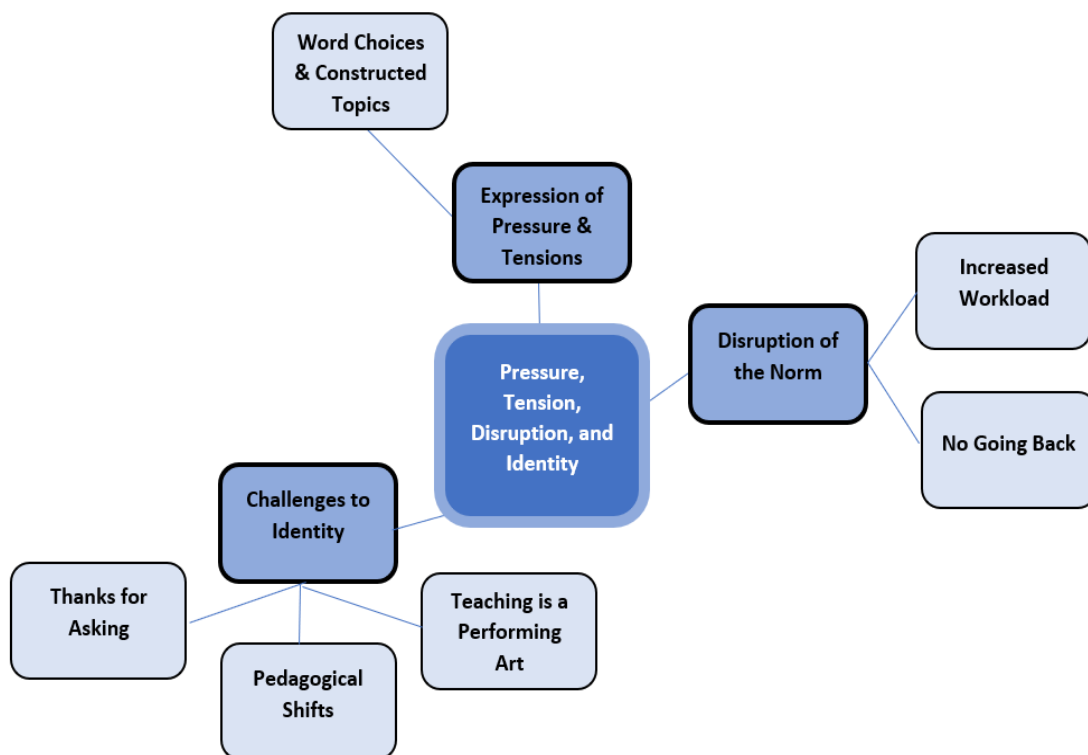 Word Choices
& Constructed
Topics
Expression of
Pressure &
Tensions
Increased
Workload
Disruption of
the Norm
Pressure,
Tension,
Disruption, and
Identity
No Going Back
Challenges to
Identity
Thanks for
Asking
Teaching is a
Performing
Art
Pedagogical
Shifts